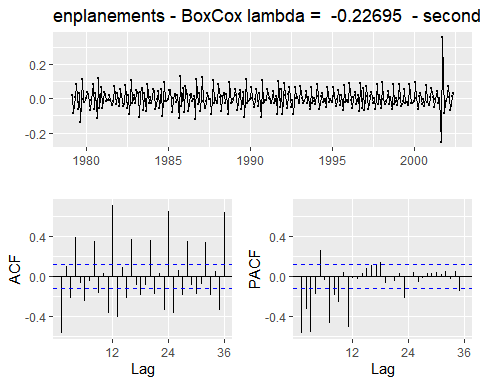 enplanements - BoxCox lambda =  -0.22695  - second
0.2
0.0
-0.2
1980 1985 1990 1995 2000
ACF
0.4
0.0
-0.4
12 24 36
Lag
PACF
0.4
0.0
-0.4
12 24 36
Lag